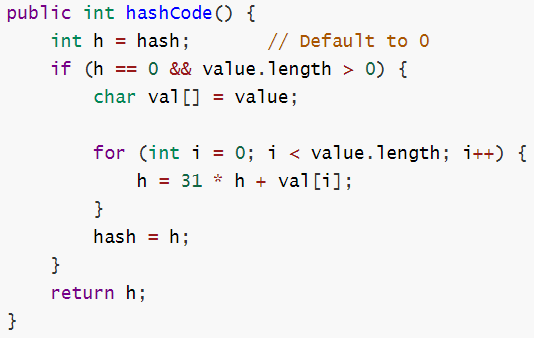 public int hashCode() {
    int h = hash;       // Default to 0
    if (h == 0 && value.length > 0) {
        char val[] = value;

        for (int i = 0; i < value.length; i++) {
            h = 31 * h + val[i];
        }
        hash = h;
    }
    return h;
}